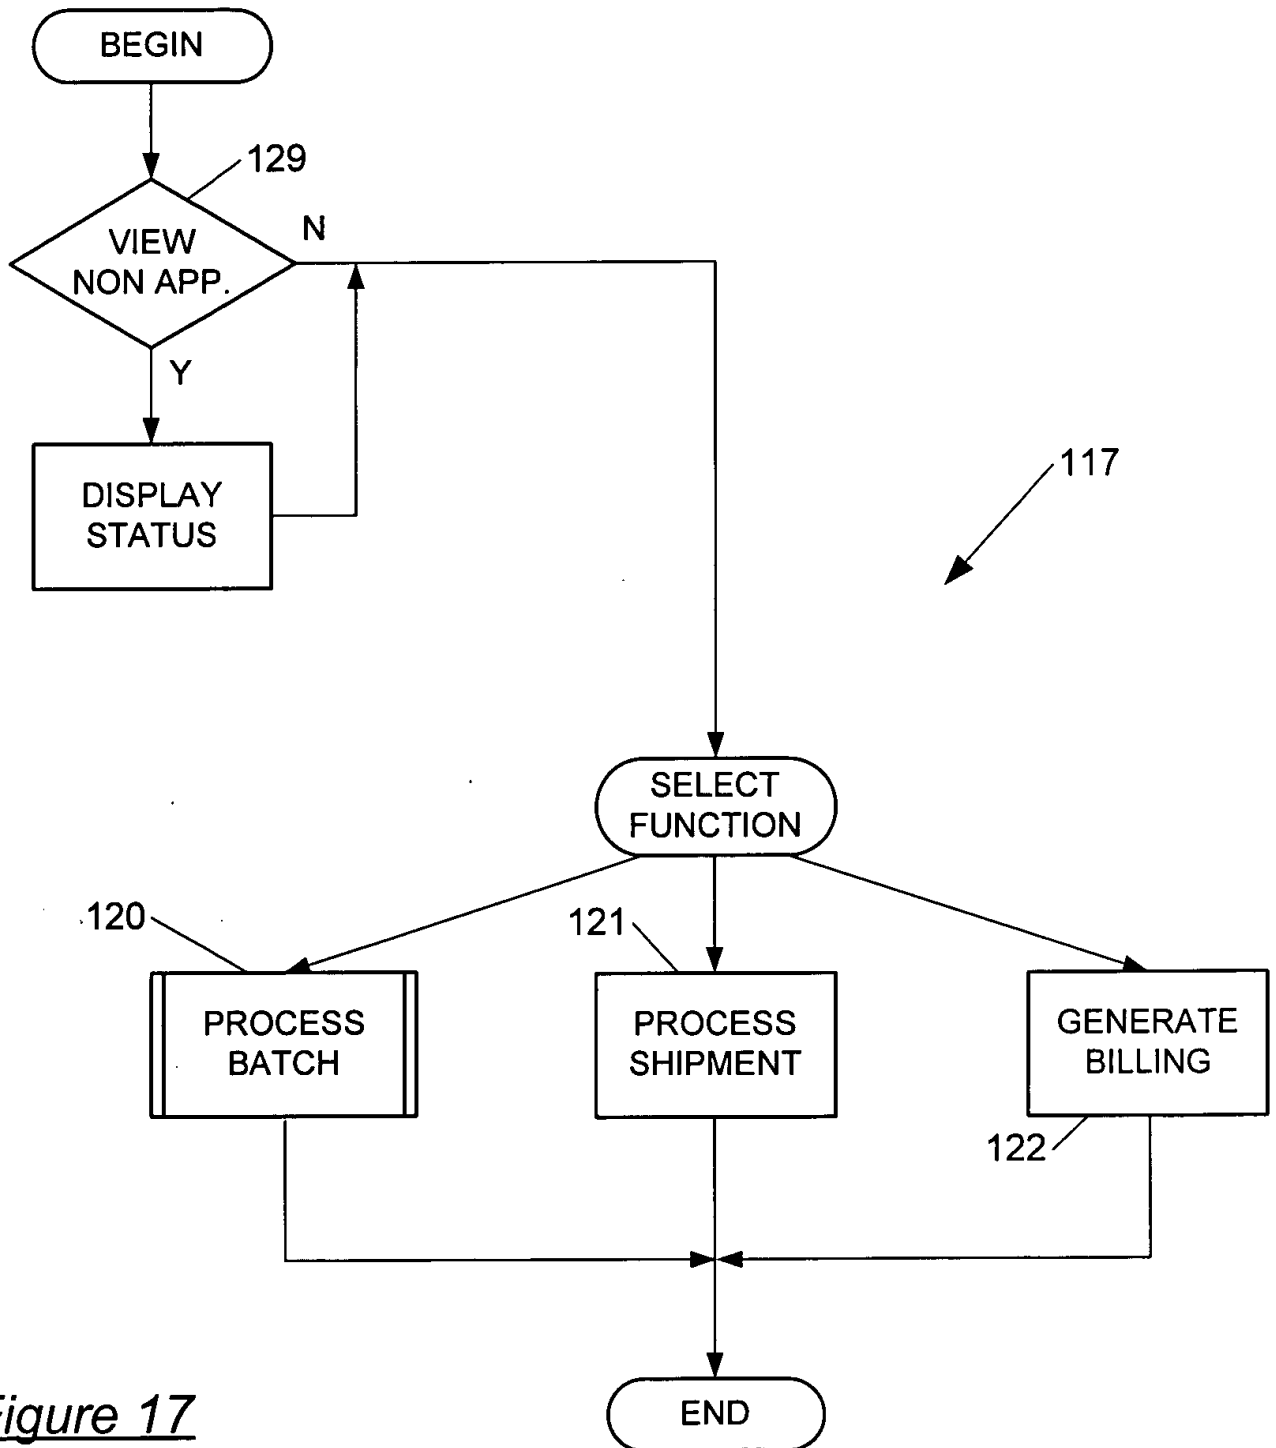 BEGIN
129
VIEW
NON APP.
N
Y
DISPLAY
STATUS
117
SELECT
FUNCTION
120
121
PROCESS
BATCH
PROCESS
SHIPMENT
GENERATE
BILLING
122
END
Figure 17